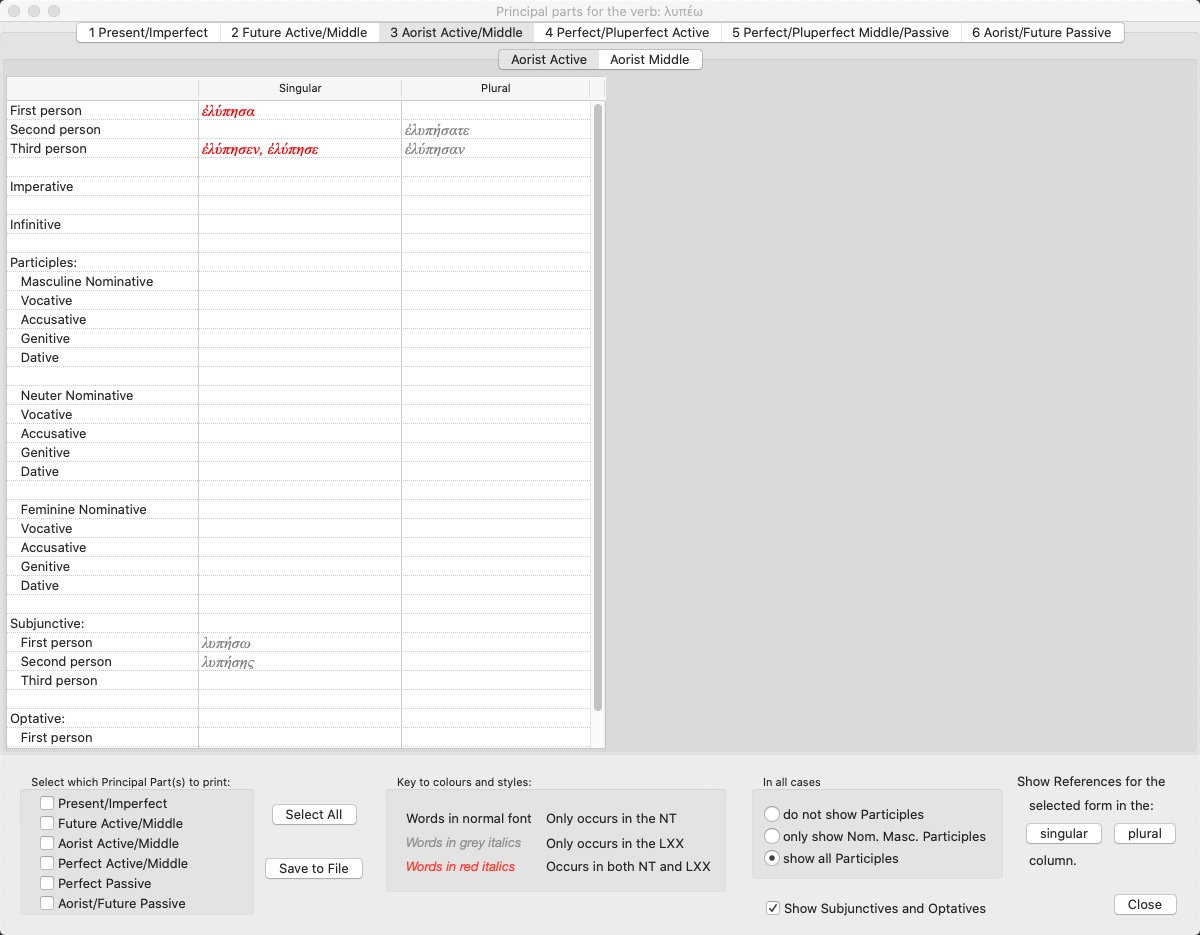 Principal parts for the verb: λυπέω
1 Present/Imperfect 2 Future Active/Middle 3 Aorist Active/Middle 4 Perfect/Pluperfect Active 5 Perfect/Pluperfect Middle/Passive 6 Aorist/Future Passive
Aorist Active Aorist Middle
Singular Plural
First person ἐλύπησα
Second person ἐλυπήσατε
Third person ἐλύπησεν, ἐλύπησε ἐλύπησαν
Imperative
Infinitive
Participles:
Masculine Nominative
Vocative
Accusative
Genitive
Dative
Neuter Nominative
Vocative
Accusative
Genitive
Dative
Feminine Nominative
Vocative
Accusative
Genitive
Dative
Subjunctive:
First person λυπήσω
Second person λυπήσῃς
Third person
Optative:
First person
Select which Principal Part(s) to print:
Present/Imperfect
Future Active/Middle
Aorist Active/Middle
Perfect Active/Middle
Perfect Passive
Aorist/Future Passive
Select All
Save to File
Key to colours and styles:
Words in normal font Only occurs in the NT
Words in grey italics Only occurs in the LXX
Words in red italics Occurs in both NT and LXX
In all cases
do not show Participles
only show Nom. Masc. Participles
show all Participles
Show Subjunctives and Optatives
Show References for the
selected form in the:
singular plural
column.
Close